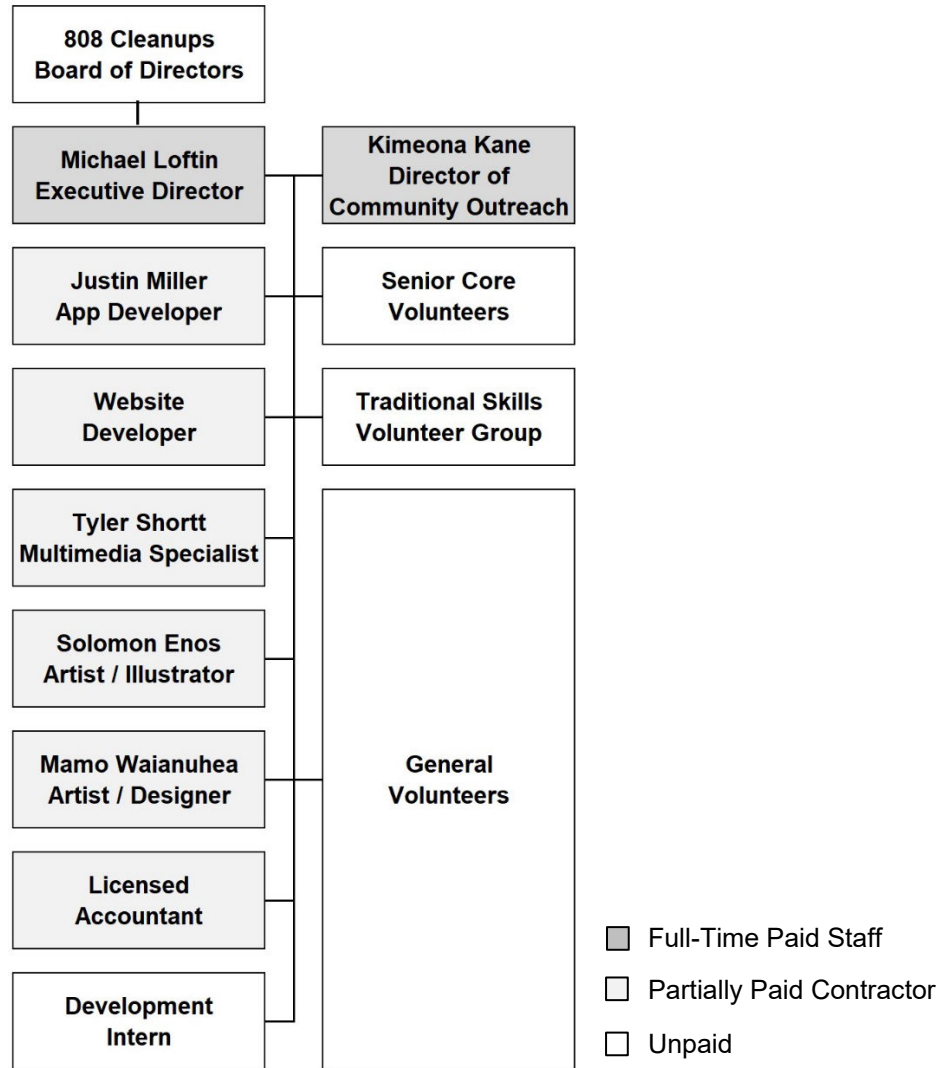 808 Cleanups
Board of Directors
Michael Loftin
Executive Director
Kimeona Kane
Director of
Community Outreach
Justin Miller
App Developer
Senior Core
Volunteers
Website
Developer
Traditional Skills
Volunteer Group
Tyler Shortt
Multimedia Specialist
Solomon Enos
Artist / Illustrator
Mamo Waianuhea
Artist / Designer
General
Volunteers
Licensed
Accountant
Development
Intern
Full-Time Paid Staff
Partially Paid Contractor
Unpaid